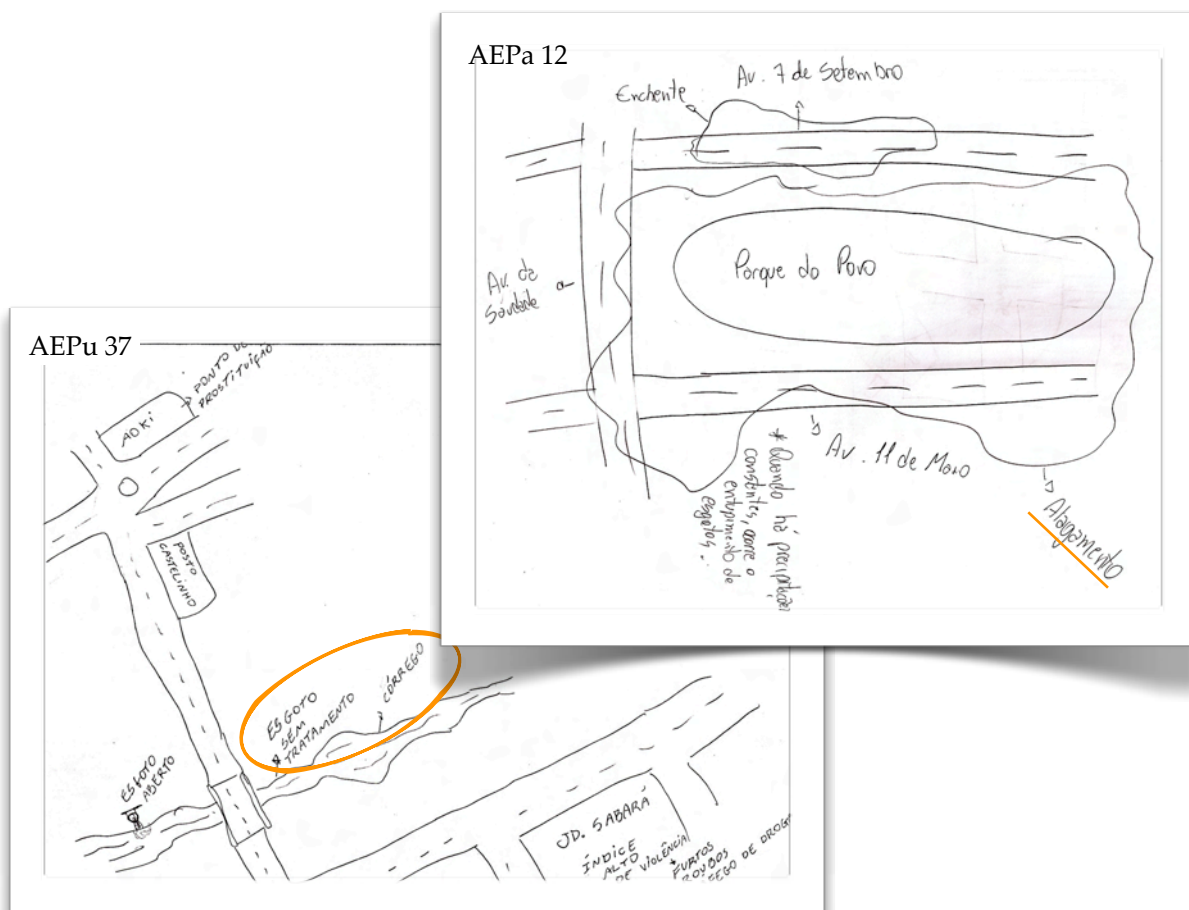 AEPa 12
Enchente
Av. 7 de Setembro
Av. da
Saudade
Parque do Povo
Av. 11 de Maio
* Quando há precipitações
constantes, ocorre o
entupimento de
esgotos.
Alagamento
AEPu 37
PONTO DE
PROSTITUIÇÃO
AOKI
POSTO
CASTELINHO
ESGOTO
SEM
TRATAMENTO
CÓRREGO
ESGOTO
ABERTO
JD. SABARÁ
ÍNDICE
ALTO
DE VIOLÊNCIA
* FURTOS
ROUBOS
DE DROG